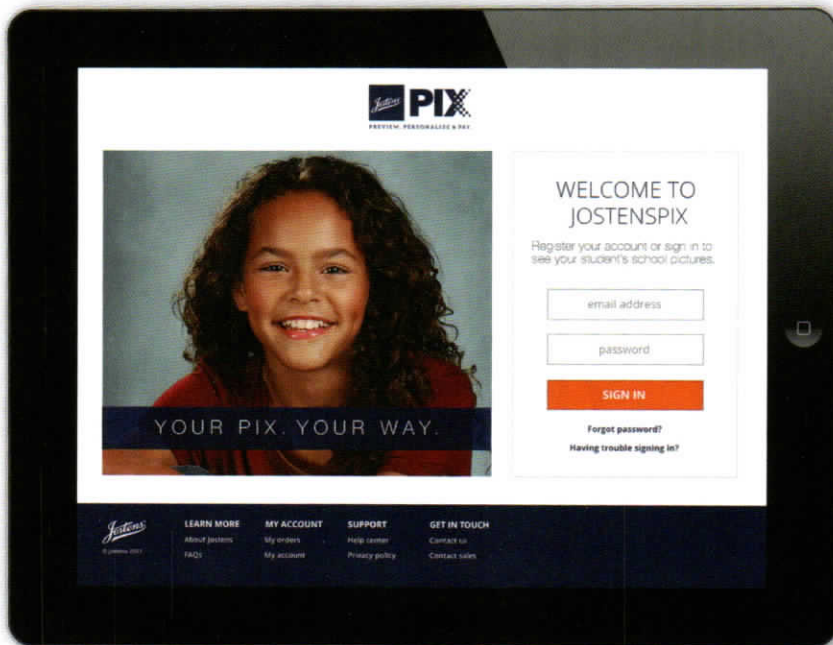 Jostens PIX
PREVIEW. PERSONALIZE & PAY.
YOUR PIX. YOUR WAY.
WELCOME TO
JOSTENSPIX
Register your account or sign in to
see your student's school pictures.
email address
password
SIGN IN
Forgot password?
Having trouble signing in?
Jostens
LEARN MORE
About Jostens
FAQs
MY ACCOUNT
My orders
My account
SUPPORT
Help center
Privacy policy
GET IN TOUCH
Contact us
Contact sales